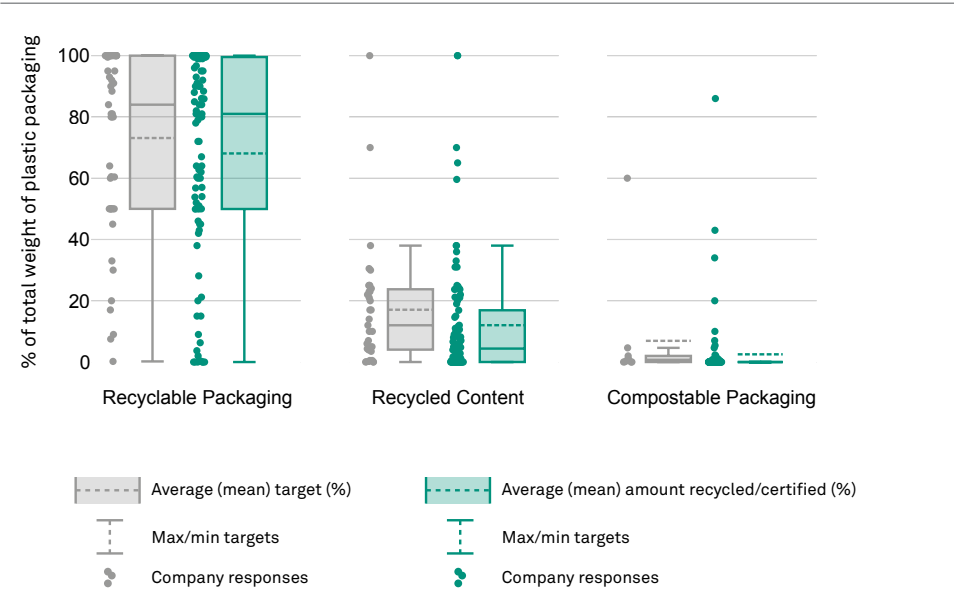 % of total weight of plastic packaging
100
80
60
40
20
0
Recyclable Packaging
Recycled Content
Compostable Packaging
Average (mean) target (%)
Average (mean) amount recycled/certified (%)
Max/min targets
Max/min targets
Company responses
Company responses